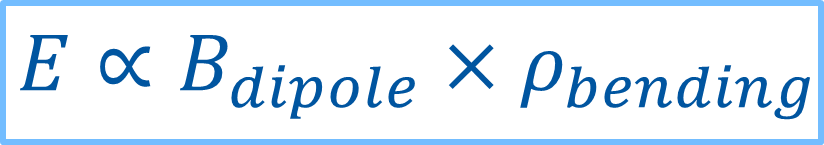 E ∝ B_dipole × ρ_bending